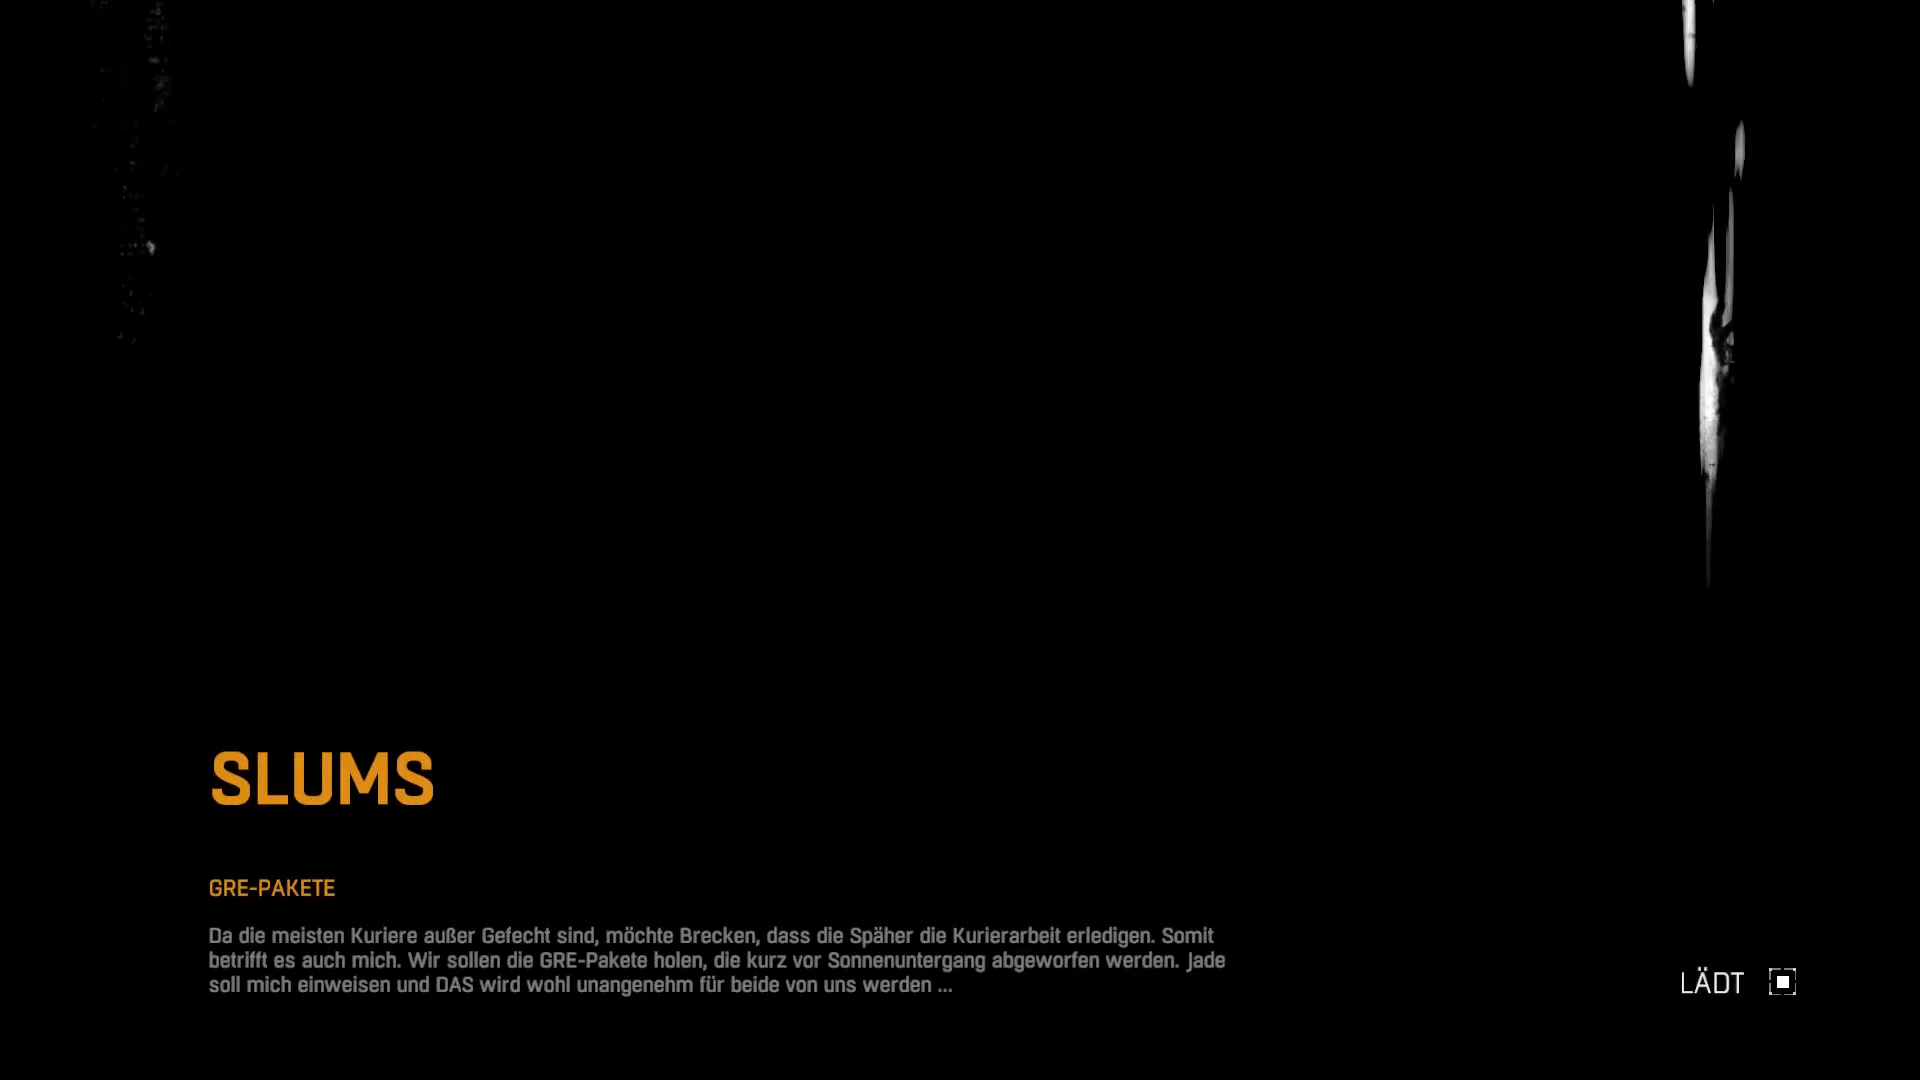 SLUMS
GRE-PAKETE
Da die meisten Kuriere außer Gefecht sind, möchte Brecken, dass die Späher die Kurierarbeit erledigen. Somit
betrifft es auch mich. Wir sollen die GRE-Pakete holen, die kurz vor Sonnenuntergang abgeworfen werden. Jade
soll mich einweisen und DAS wird wohl unangenehm für beide von uns werden ...
LÄDT